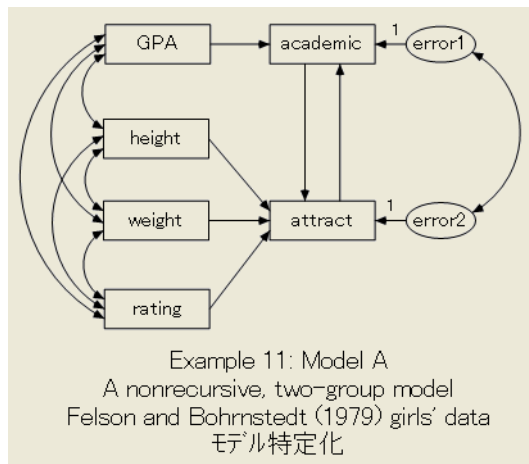 GPA
academic
1
error1
height
weight
attract
1
error2
rating
Example 11: Model A
A nonrecursive, two-group model
Felson and Bohrnstedt (1979) girls' data
モデル特定化